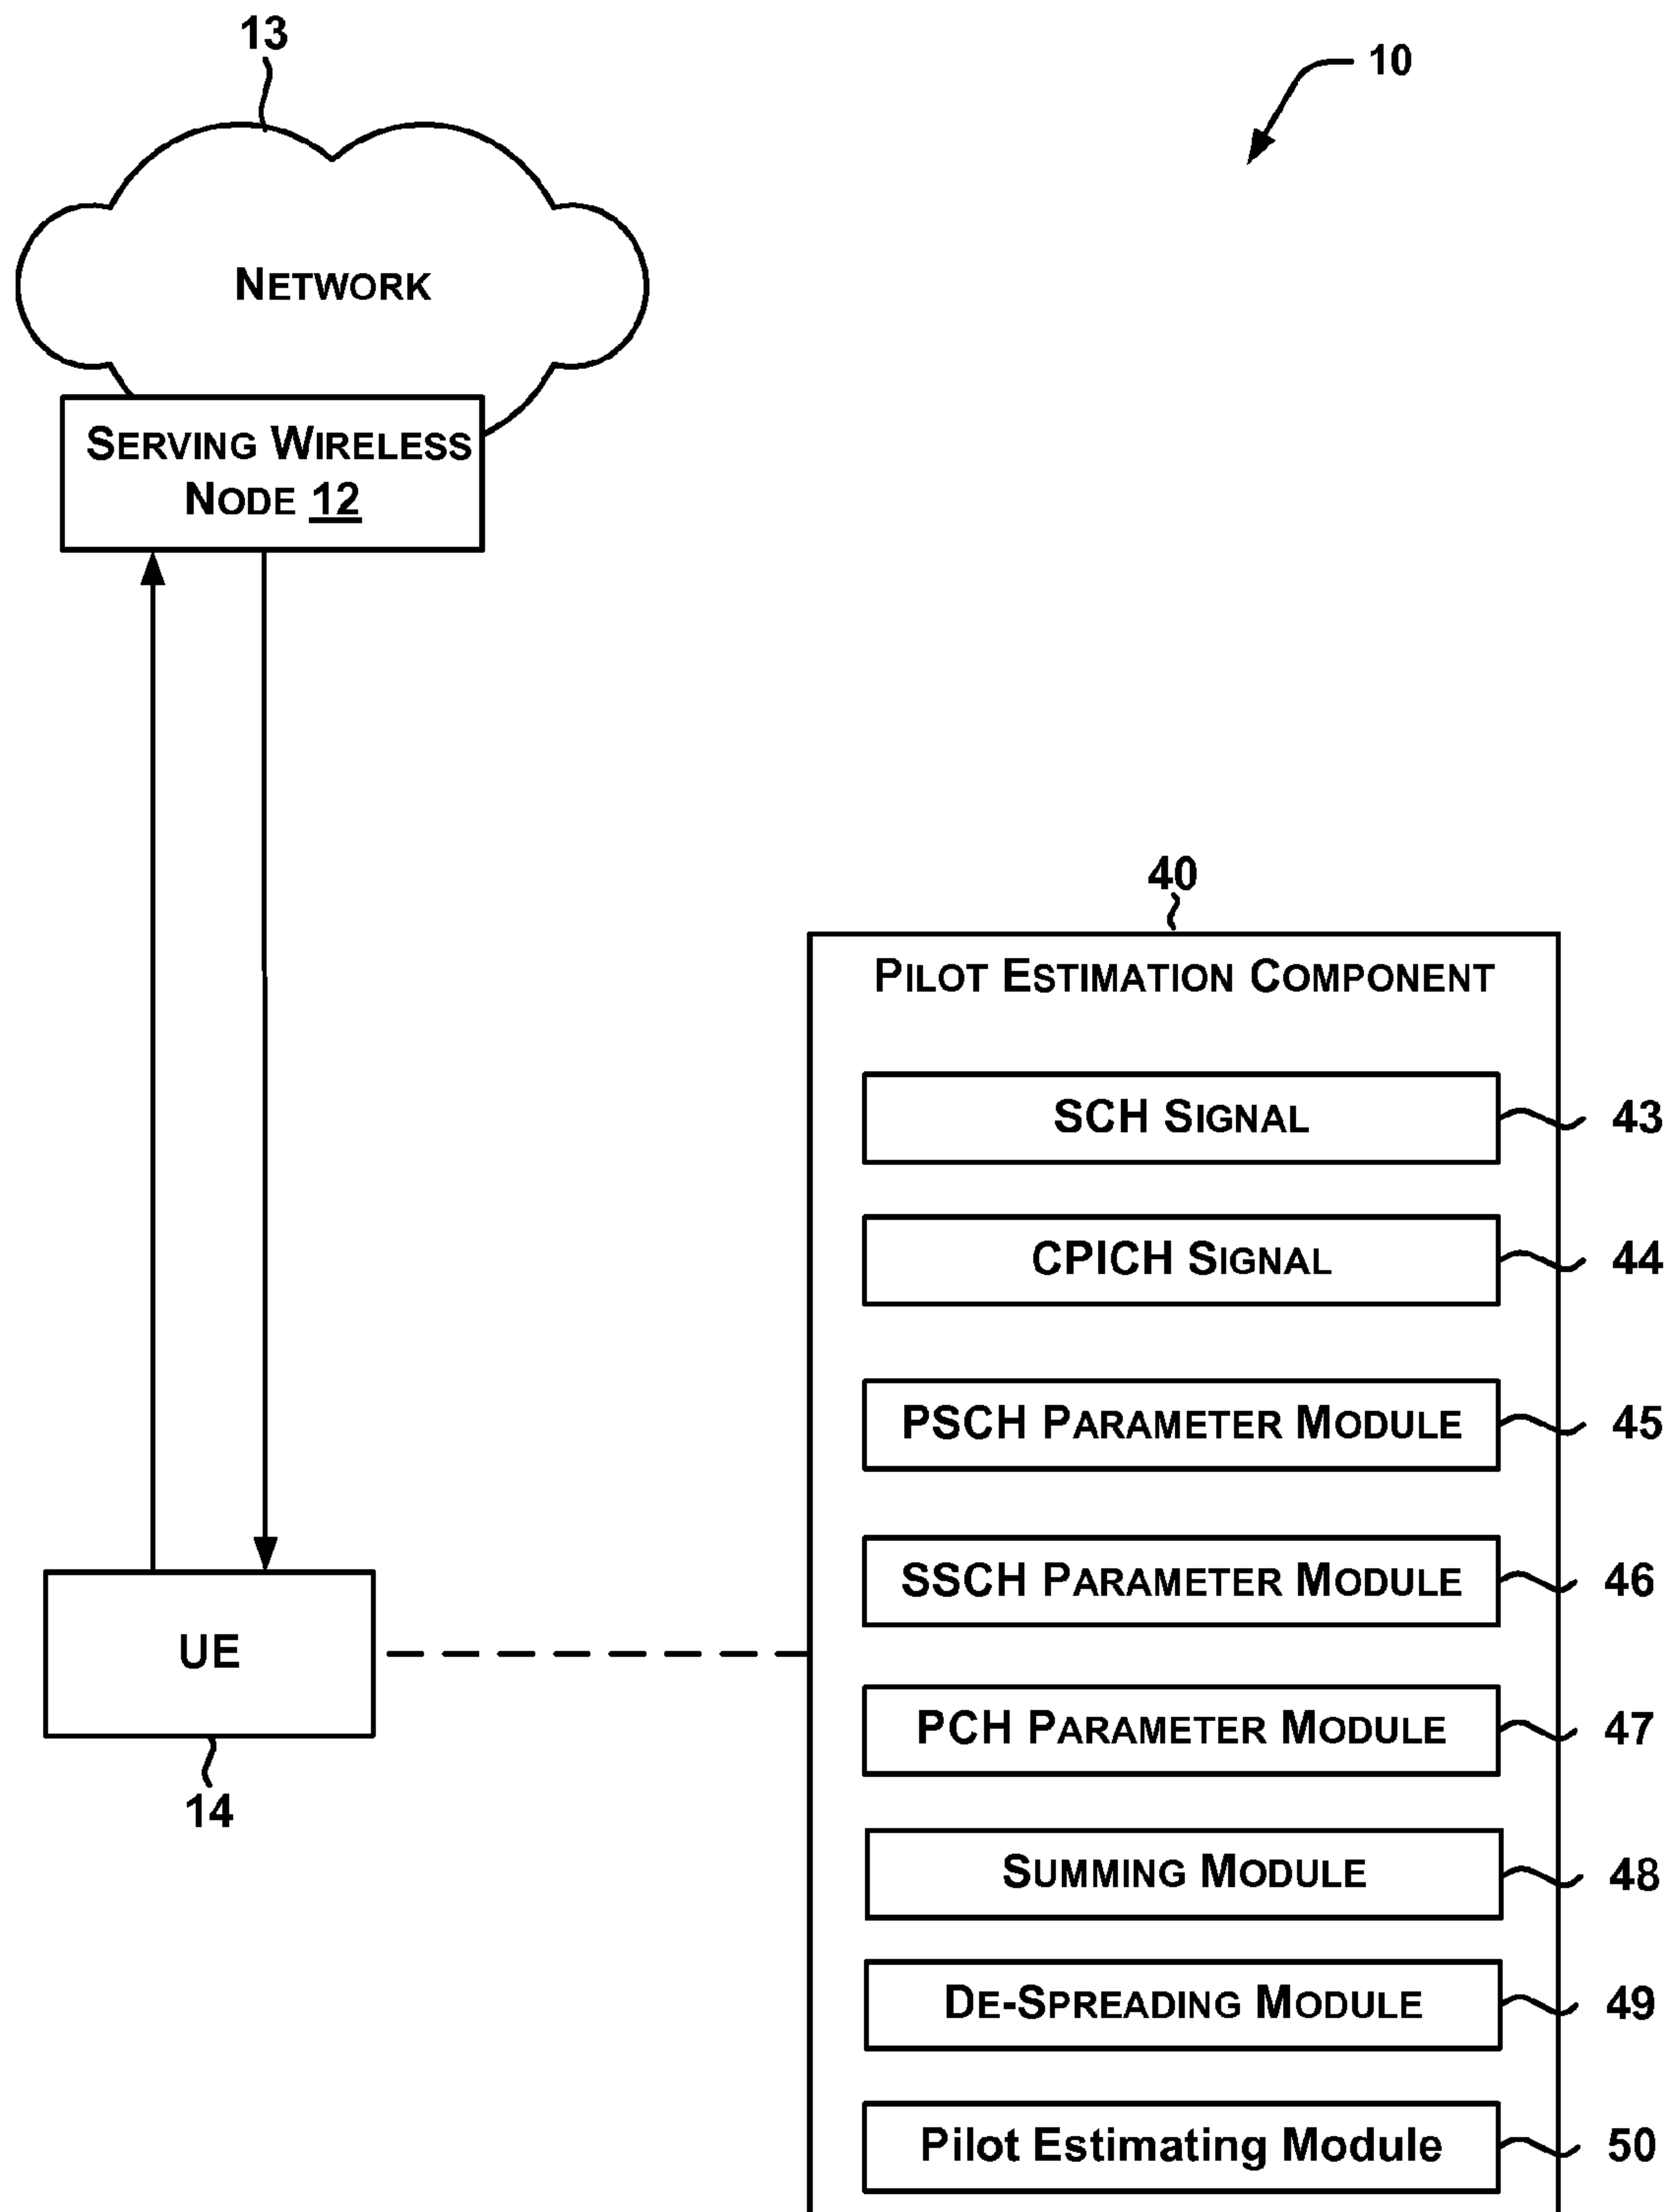 13
10
NETWORK
SERVING WIRELESS
NODE 12
40
PILOT ESTIMATION COMPONENT
SCH SIGNAL 43
CPICH SIGNAL 44
PSCH PARAMETER MODULE 45
SSCH PARAMETER MODULE 46
UE
PCH PARAMETER MODULE 47
14
SUMMING MODULE 48
DE-SPREADING MODULE 49
Pilot Estimating Module 50